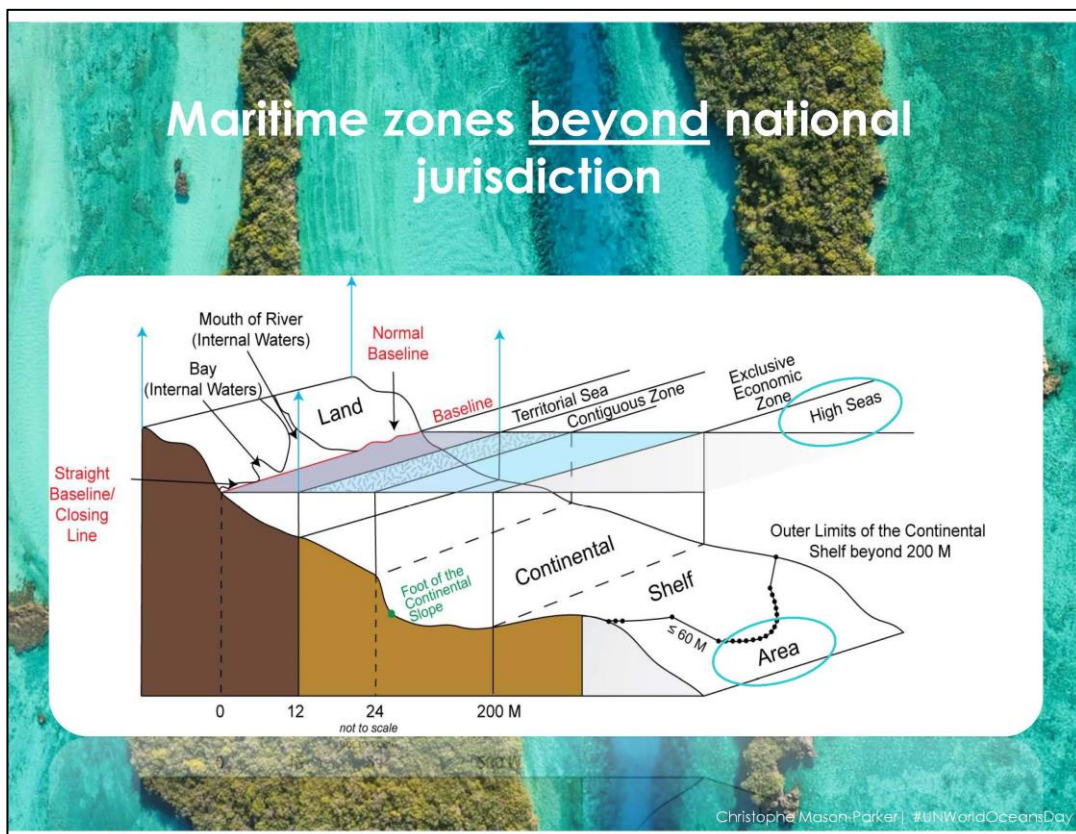 Maritime zones beyond national
jurisdiction
Mouth of River
(Internal Waters)
Bay
(Internal Waters)
Normal
Baseline
Land
Baseline
Territorial Sea
Contiguous Zone
Exclusive
Economic
Zone
High Seas
Straight
Baseline/
Closing
Line
Foot of the
Continental
Slope
Continental
Shelf
Outer Limits of the Continental
Shelf beyond 200 M
≤ 60 M
Area
0
12
24
200 M
not to scale
Christophe Mason-Parker| #UNWorldOceansDay